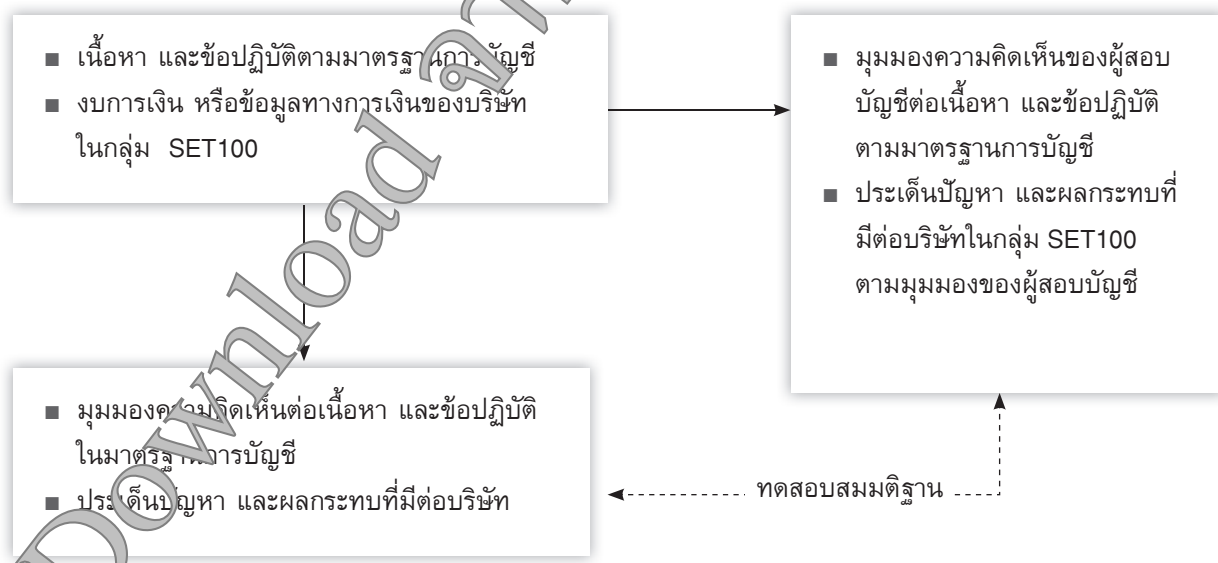 ■ เนื้อหา และข้อปฏิบัติตามมาตรฐานการบัญชี
■ งบการเงิน หรือข้อมูลทางการเงินของบริษัท
ในกลุ่ม SET100
■ มุมมองความคิดเห็นของผู้สอบ
บัญชีต่อเนื้อหา และข้อปฏิบัติ
ตามมาตรฐานการบัญชี
■ ประเด็นปัญหา และผลกระทบที่
มีต่อบริษัทในกลุ่ม SET100
ตามมุมมองของผู้สอบบัญชี
■ มุมมองความคิดเห็นต่อเนื้อหา และข้อปฏิบัติ
ในมาตรฐานการบัญชี
■ ประเด็นปัญหา และผลกระทบที่มีต่อบริษัท
ทดสอบสมมติฐาน
Download